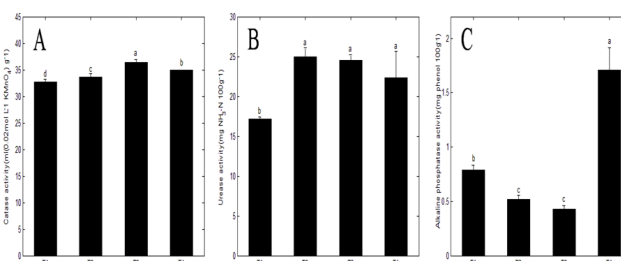 A
B
C
Catase activity(ml(0.02mol L'1 KMnO4) g-1)
45
40
35
30
25
20
15
10
5
0
d
c
a
b
Urease activity(mg NH3-N 100g-1)
30
25
20
15
10
5
0
b
a
a
a
Alkaline phosphatase activity(mg phenol 100g1)
2
1.5
1
0.5
0
b
c
c
a